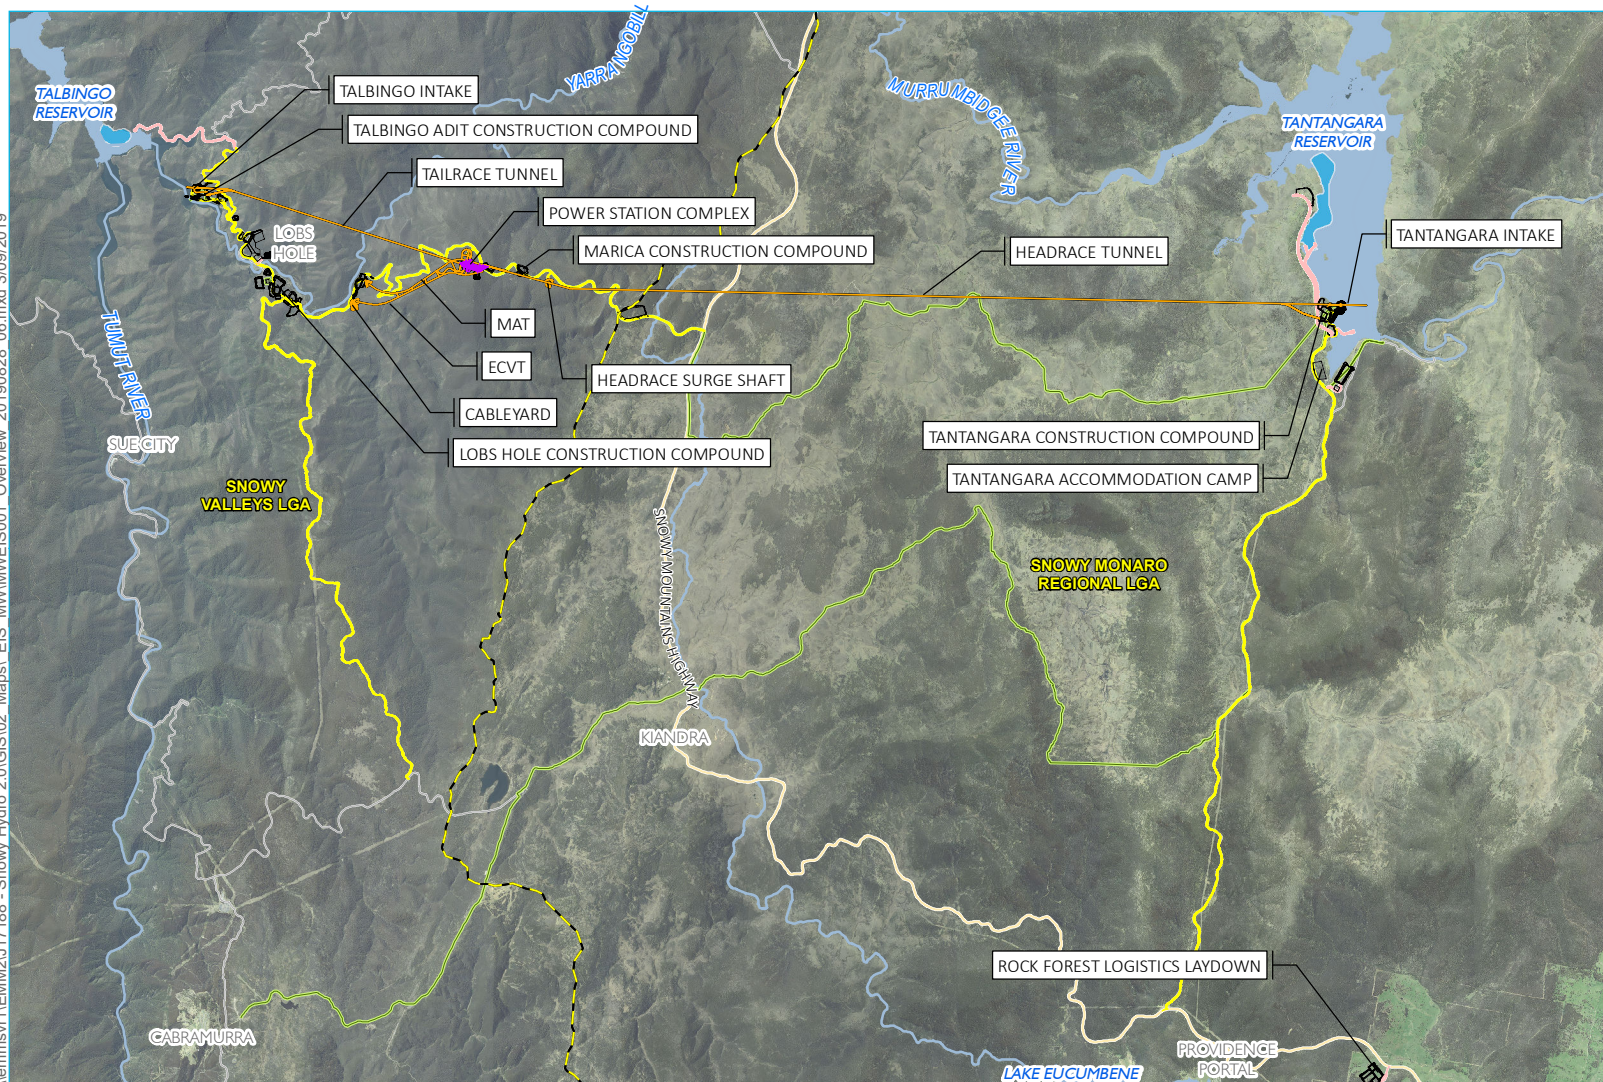 YARRANGOBILL
TALBINGO
RESERVOIR
TALBINGO INTAKE
TALBINGO ADIT CONSTRUCTION COMPOUND
TAILRACE TUNNEL
POWER STATION COMPLEX
MARICA CONSTRUCTION COMPOUND
MURRUMBIDGEE RIVER
TANTANGARA
RESERVOIR
TANTANGARA INTAKE
HEADRACE TUNNEL
LOBS
HOLE
MAT
ECVT
HEADRACE SURGE SHAFT
CABLEYARD
LOBS HOLE CONSTRUCTION COMPOUND
TUMUT RIVER
SUE CITY
SNOWY
VALLEYS LGA
TANTANGARA CONSTRUCTION COMPOUND
TANTANGARA ACCOMMODATION CAMP
SNOWY MOUNTAINS HIGHWAY
SNOWY MONARO
REGIONAL LGA
KIANDRA
ROCK FOREST LOGISTICS LAYDOWN
CABRAMURRA
PROVIDENCE
PORTAL
LAKE EUCUMBENE